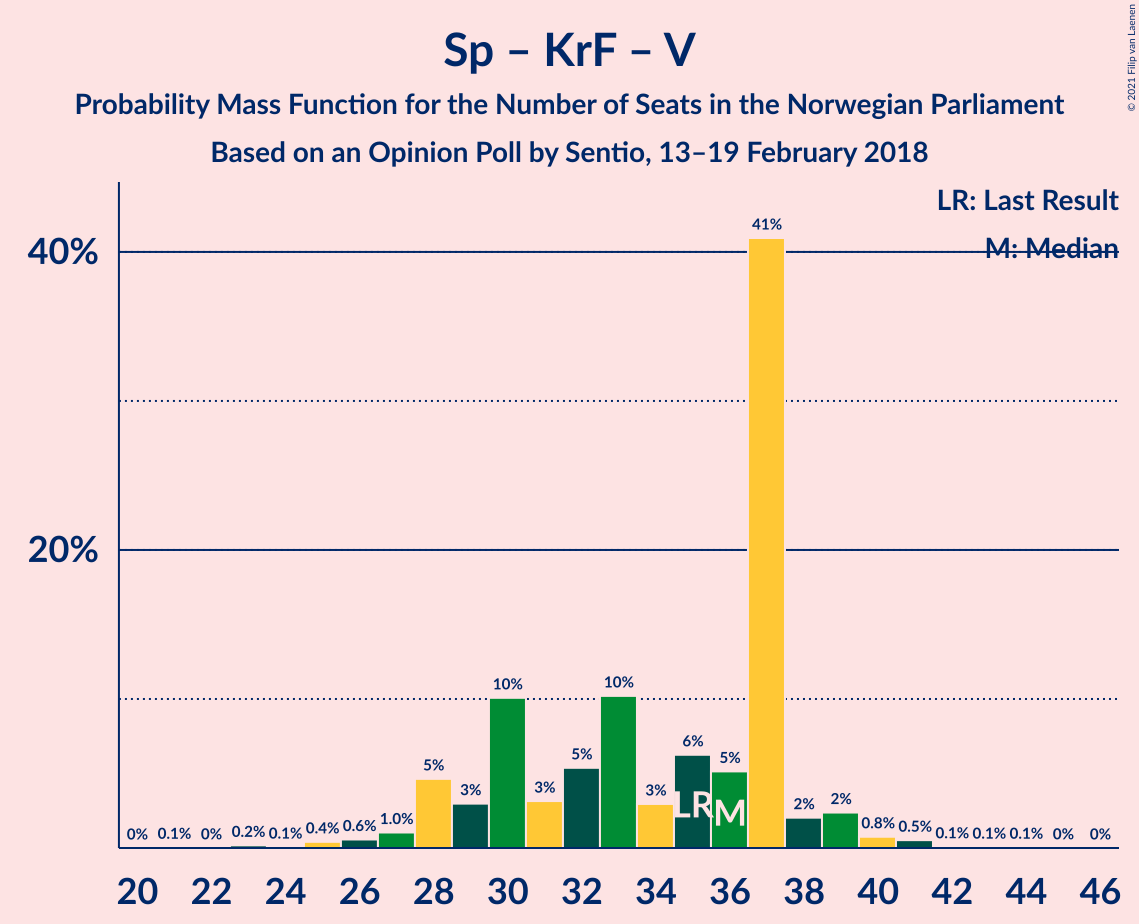 Sp – KrF – V
Probability Mass Function for the Number of Seats in the Norwegian Parliament
Based on an Opinion Poll by Sentio, 13–19 February 2018
© 2021 Filip van Laenen
LR: Last Result
M: Median
40%
20%
0% 0.1% 0% 0.2% 0.1% 0.4% 0.6% 1.0% 5% 3% 10% 3% 5% 10% 3% 6% 5% 41% 2% 2% 0.8% 0.5% 0.1% 0.1% 0.1% 0% 0%
LR M
20 22 24 26 28 30 32 34 36 38 40 42 44 46